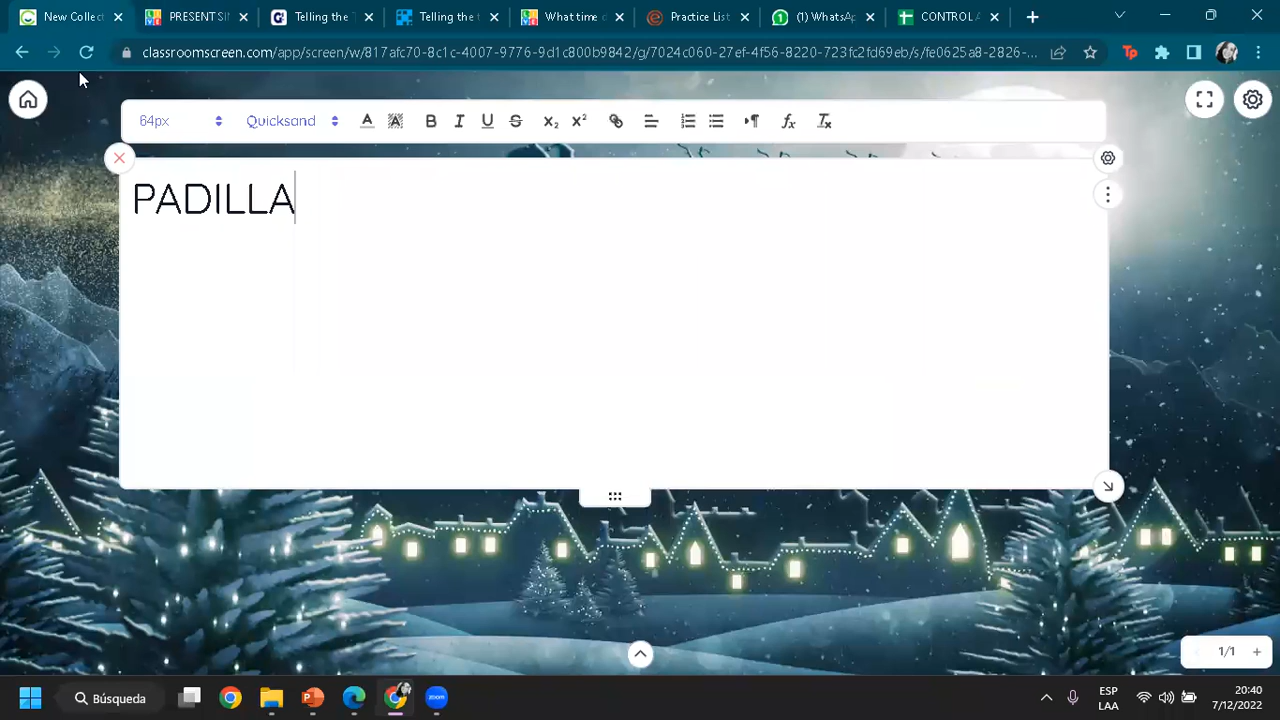 New Collect
PRESENT SI
Telling the T
Telling the t
What time d
Practice List
(1) WhatsAp
CONTROL A
classroomscreen.com/app/screen/w/817afc70-8c1c-4007-9776-9d1c800b9842/g/7024c060-27ef-4f56-8220-723fc2fd69eb/s/fe0625a8-2826-...
64px
Quicksand
PADILLA
1/1
Búsqueda
ESP
LAA
20:40
7/12/2022